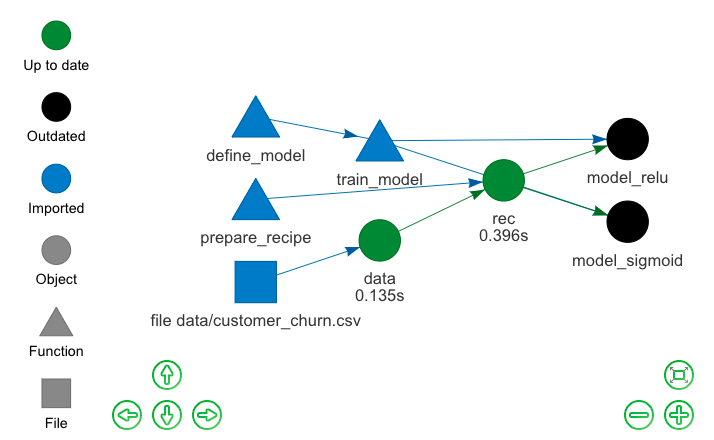 Up to date
Outdated
Imported
Object
Function
File
define_model
train_model
model_relu
prepare_recipe
rec
0.396s
model_sigmoid
data
0.135s
file data/customer_churn.csv